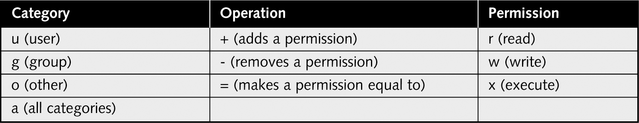 Category Operation Permission
u (user) + (adds a permission) r (read)
g (group) - (removes a permission) w (write)
o (other) = (makes a permission equal to) x (execute)
a (all categories)